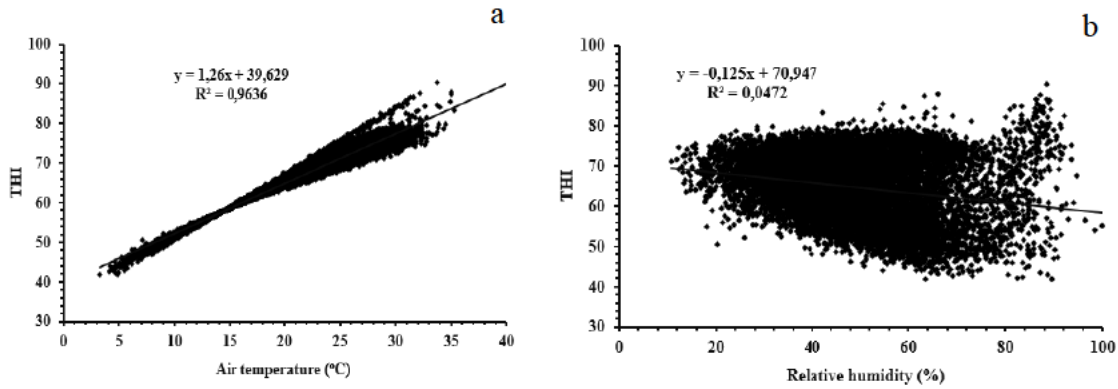 a
100
90
80
70
60
50
40
30
THI
y = 1,26x + 39,629
R² = 0,9636
0 5 10 15 20 25 30 35 40
Air temperature (ºC)
b
100
90
80
70
60
50
40
30
THI
y = -0,125x + 70,947
R² = 0,0472
0 20 40 60 80 100
Relative humidity (%)